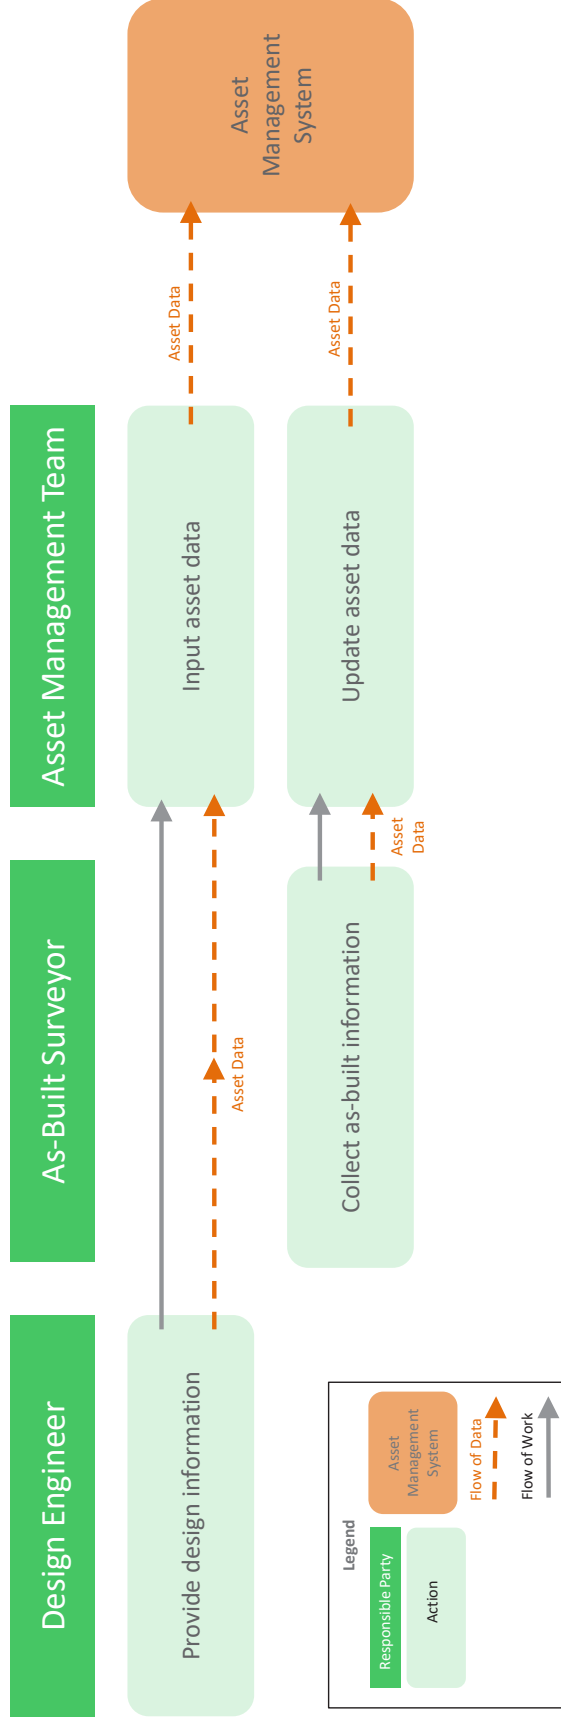 Design Engineer
As-Built Surveyor
Asset Management Team
Provide design information
Asset Data
Input asset data
Asset Data
Asset
Management
System
Collect as-built information
Asset
Data
Update asset data
Asset Data
Legend
Responsible Party
Action
Asset
Management
System
Flow of Data
Flow of Work